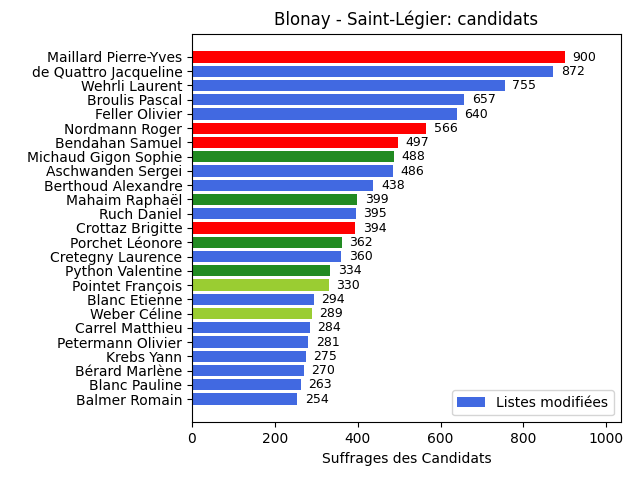 Blonay - Saint-Légier: candidats
Maillard Pierre-Yves 900
de Quattro Jacqueline 872
Wehrli Laurent 755
Broulis Pascal 657
Feller Olivier 640
Nordmann Roger 566
Bendahan Samuel 497
Michaud Gigon Sophie 488
Aschwanden Sergei 486
Berthoud Alexandre 438
Mahaim Raphaël 399
Ruch Daniel 395
Crottaz Brigitte 394
Porchet Léonore 362
Cretegny Laurence 360
Python Valentine 334
Pointet François 330
Blanc Etienne 294
Weber Céline 289
Carrel Matthieu 284
Petermann Olivier 281
Krebs Yann 275
Bérard Marlène 270
Blanc Pauline 263
Balmer Romain 254
Listes modifiées
0 200 400 600 800 1000
Suffrages des Candidats